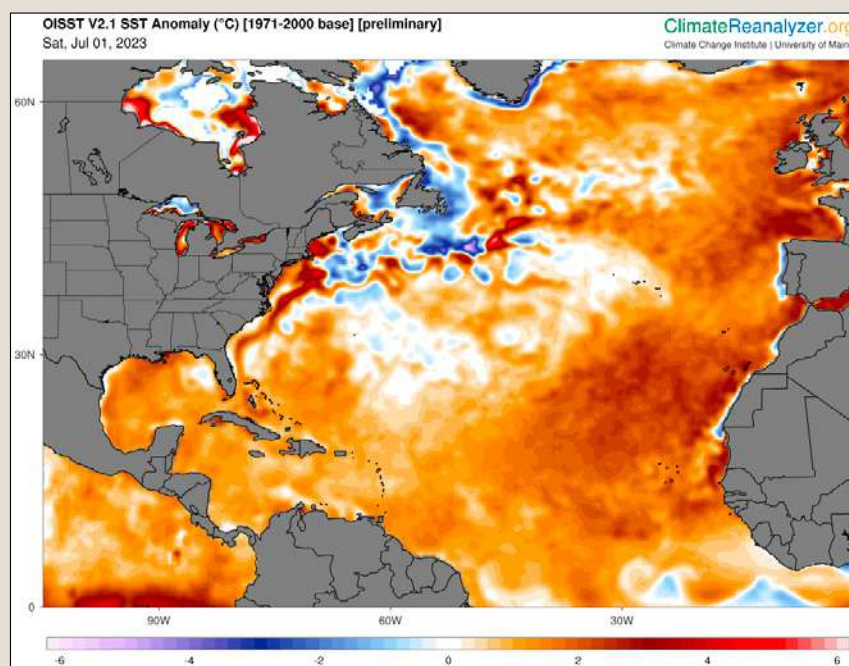 OISST V2.1 SST Anomaly (°C) [1971-2000 base] [preliminary]
ClimateReanalyzer.org
Sat, Jul 01, 2023
Climate Change Institute | University of Main
60N
30N
0
90W
60W
30W
-6
-4
-2
0
2
4
6